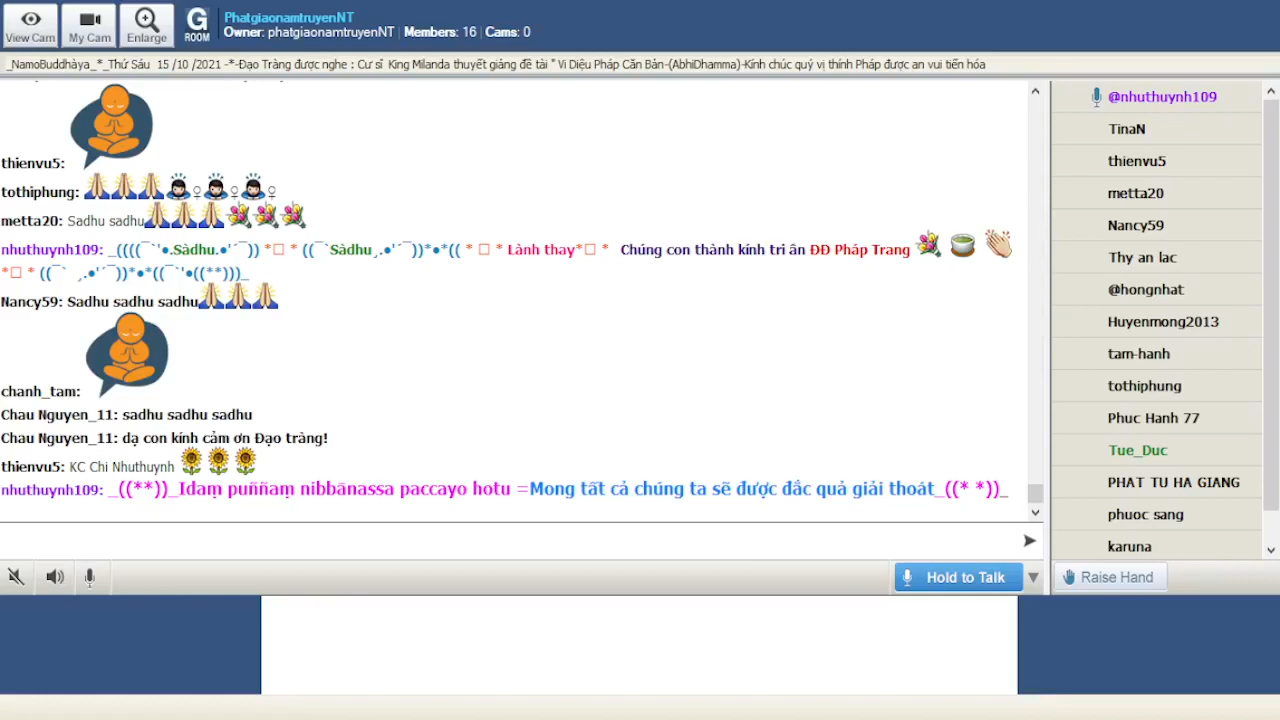 View Cam
My Cam
Enlarge
G
ROOM
PhatgiaonamtruyenNT
Owner: phatgiaonamtruyenNT | Members: 16 | Cams: 0
_NamoBuddhàya_*_Thứ Sáu 15 /10 /2021 -*-Đạo Tràng được nghe : Cư sĩ King Milanda thuyết giảng đề tài " Vi Diệu Pháp Căn Bản-(AbhiDhamma)-Kính chúc quý vị thính Pháp được an vui tiến hóa
thienvu5:
tothiphung:
metta20: Sadhu sadhu
nhuthuynh109: _((((¯`'•.Sàdhu.•'´¯)) *□ * ((¯`Sàdhu¸.•'´¯))*•*(( * □ * Lành thay*□ * Chúng con thành kính tri ân ĐĐ Pháp Trang
*□ * ((¯` ¸.•'´¯))*•*((¯`'•((**)))_
Nancy59: Sadhu sadhu sadhu
chanh_tam:
Chau Nguyen_11: sadhu sadhu sadhu
Chau Nguyen_11: dạ con kính cảm ơn Đạo tràng!
thienvu5: KC Chi Nhuthuynh
nhuthuynh109: _((**))_Idaṃ puññaṃ nibbānassa paccayo hotu =Mong tất cả chúng ta sẽ được đắc quả giải thoát_((* *))_
@nhuthuynh109
TinaN
thienvu5
metta20
Nancy59
Thy an lac
@hongnhat
Huyenmong2013
tam-hanh
tothiphung
Phuc Hanh 77
Tue_Duc
PHAT TU HA GIANG
phuoc sang
karuna
Hold to Talk
Raise Hand